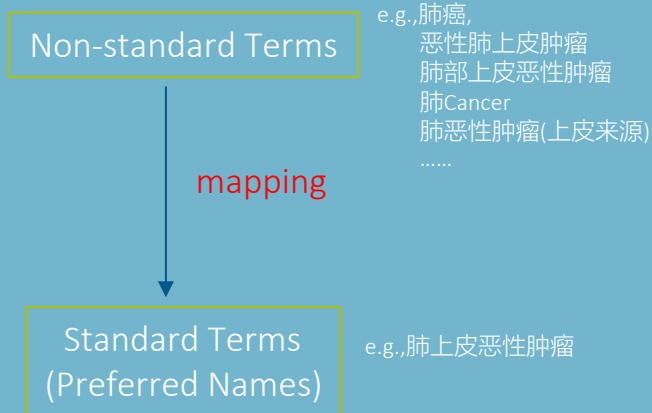 Non-standard Terms
e.g.,肺癌,
恶性肺上皮肿瘤
肺部上皮恶性肿瘤
肺Cancer
肺恶性肿瘤(上皮来源)
……
mapping
Standard Terms
(Preferred Names)
e.g.,肺上皮恶性肿瘤